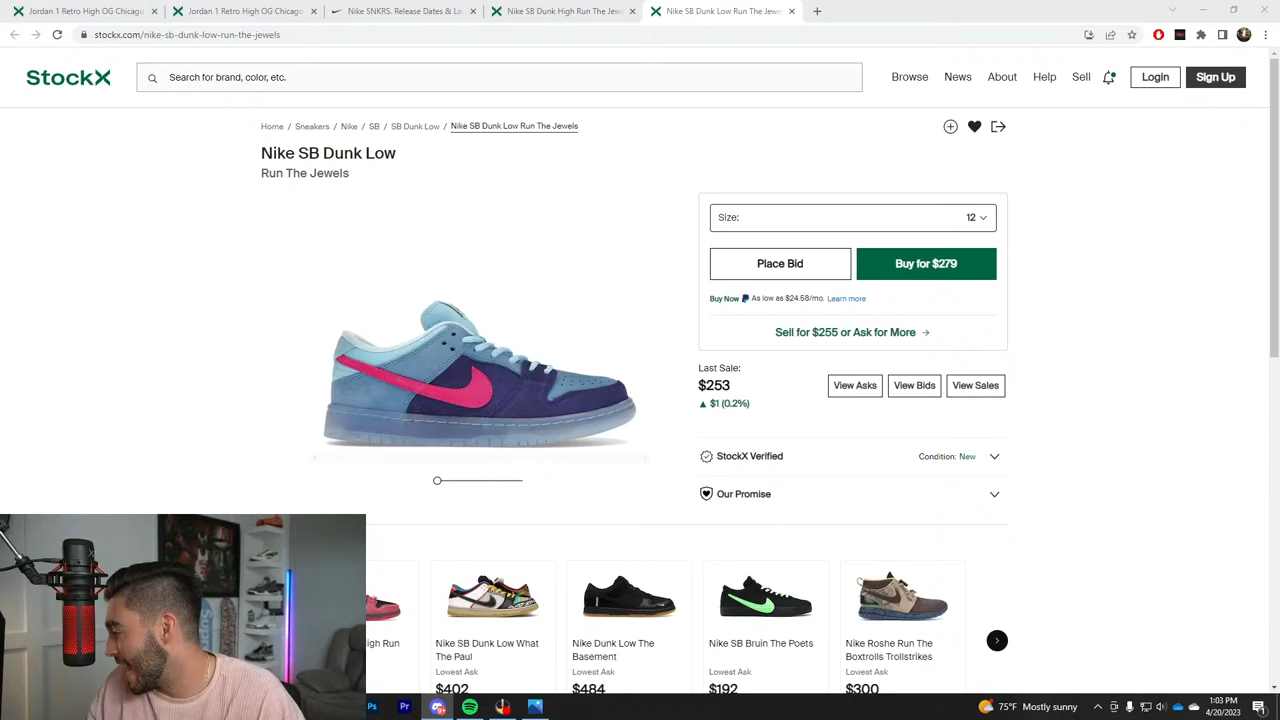 Jordan 1 Retro High OG Chicago
Jordan 1 Retro High OG Chicago
Nike SNKRS. Release Dates & La
Nike SB Dunk High Run The Jewe
Nike SB Dunk Low Run The Jewel
stockx.com/nike-sb-dunk-low-run-the-jewels
StockX
Search for brand, color, etc.
Browse
News
About
Help
Sell
Login
Sign Up
Home / Sneakers / Nike / SB / SB Dunk Low / Nike SB Dunk Low Run The Jewels
Nike SB Dunk Low
Run The Jewels
Size:
12
Place Bid
Buy for $279
Buy Now As low as $24.58/mo. Learn more
Sell for $255 or Ask for More →
Last Sale:
$253
▲ $1 (0.2%)
View Asks
View Bids
View Sales
StockX Verified
Condition: New
Our Promise
High Run
Nike SB Dunk Low What
The Paul
Lowest Ask
$402
Nike Dunk Low The
Basement
Lowest Ask
$484
Nike SB Bruin The Poets
Lowest Ask
$192
Nike Roshe Run The
Boxtrolls Trollstrikes
Lowest Ask
$300
Ps
Pr
75°F Mostly sunny
1:03 PM
4/20/2023